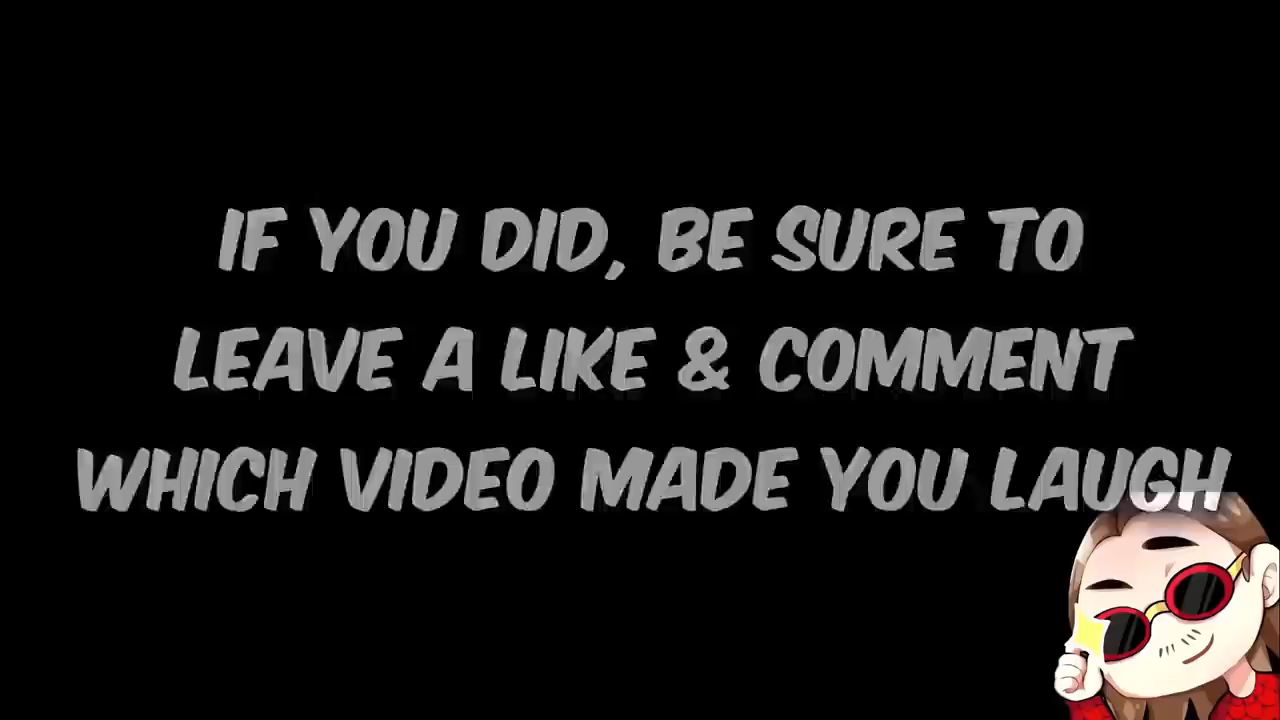 IF YOU DID, BE SURE TO
LEAVE A LIKE & COMMENT
WHICH VIDEO MADE YOU LAUGH